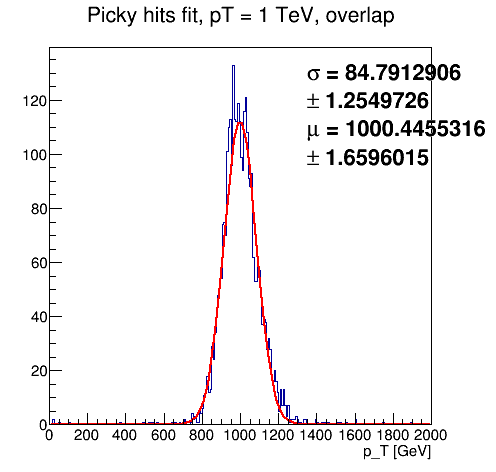 Picky hits fit, pT = 1 TeV, overlap
σ = 84.7912906
± 1.2549726
μ = 1000.4455316
± 1.6596015
120
100
80
60
40
20
0
0 200 400 600 800 1000 1200 1400 1600 1800 2000
p_T [GeV]